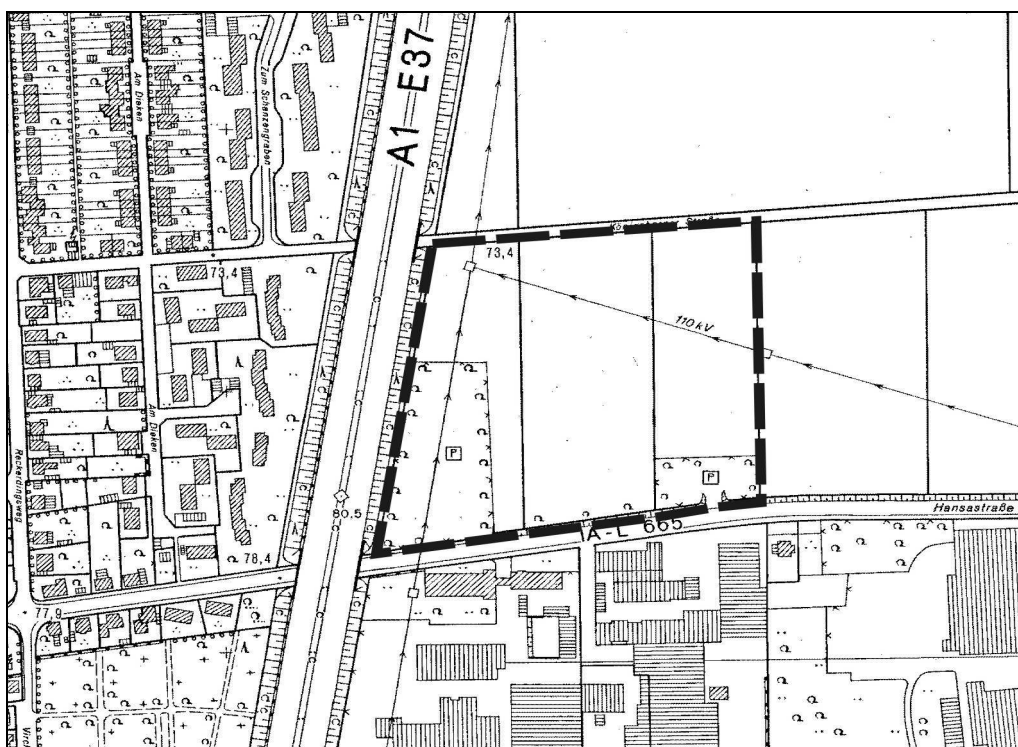 Am Dieken
Zum Schanzengraben
A1 E37
73,4
73,4
110 kV
P
P
Am Dieken
Reckerdingsweg
80,5
78,4
77,9
IA-L 665
Hansastraße